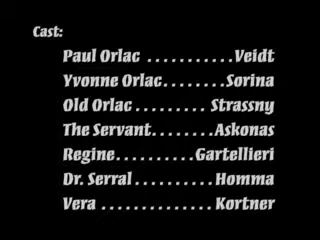 Cast:
Paul Orlac ...........Veidt
Yvonne Orlac........Sorina
Old Orlac ......... Strassny
The Servant........Askonas
Regine..........Gartellieri
Dr. Serral ..........Homma
Vera ..............Kortner